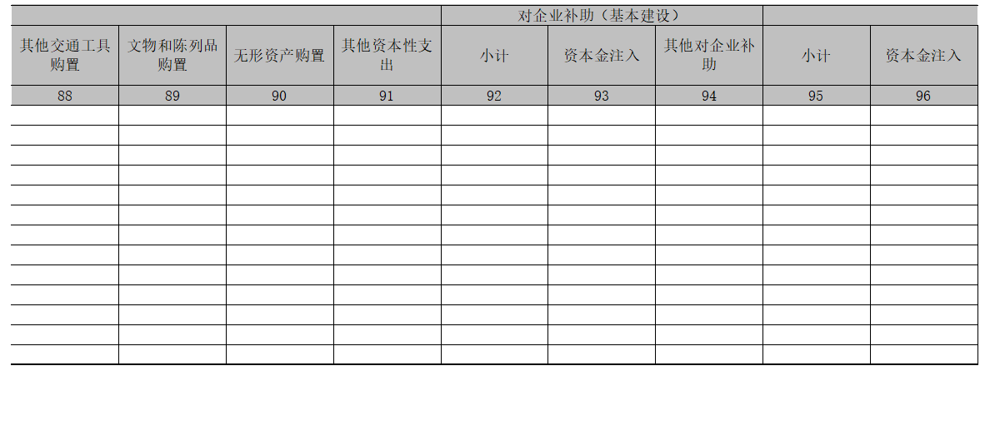 对企业补助（基本建设）
其他交通工具
购置
文物和陈列品
购置
无形资产购置
其他资本性支
出
小计
资本金注入
其他对企业补
助
小计
资本金注入
88 89 90 91 92 93 94 95 96